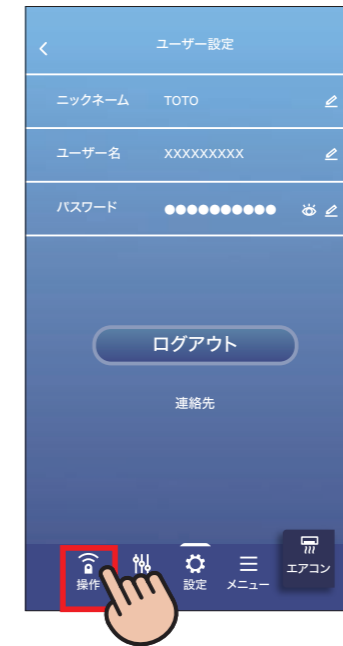 ユーザー設定
ニックネーム TOTO
ユーザー名 XXXXXXXXX
パスワード ●●●●●●●●●●
ログアウト
連絡先
操作 設定 メニュー エアコン